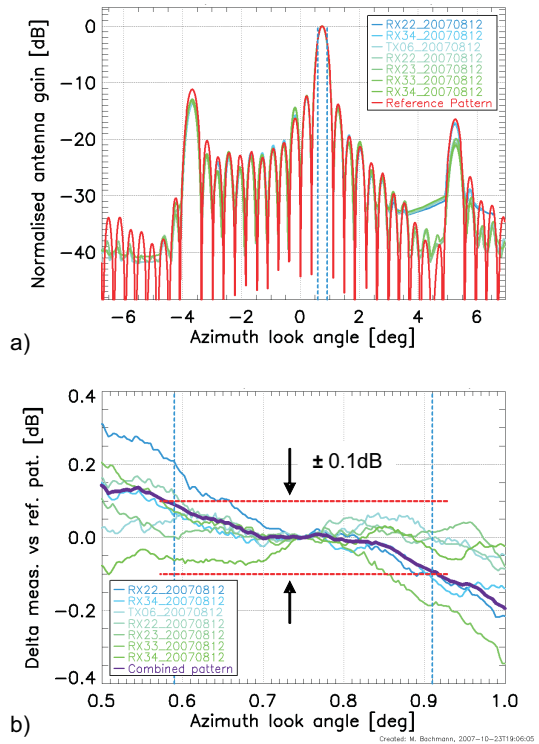 0
−10
−20
−30
−40
Normalised antenna gain [dB]
RX22_20070812
RX34_20070812
TX06_20070812
RX22_20070812
RX23_20070812
RX33_20070812
RX34_20070812
Reference Pattern
−6 −4 −2 0 2 4 6
Azimuth look angle [deg]
a)
0.4
0.2
0.0
−0.2
−0.4
Delta meas. vs ref. pat. [dB]
± 0.1dB
RX22_20070812
RX34_20070812
TX06_20070812
RX22_20070812
RX23_20070812
RX33_20070812
RX34_20070812
Combined pattern
0.5 0.6 0.7 0.8 0.9 1.0
Azimuth look angle [deg]
b)
Created: M. Bachmann, 2007−10−23T19:06:05